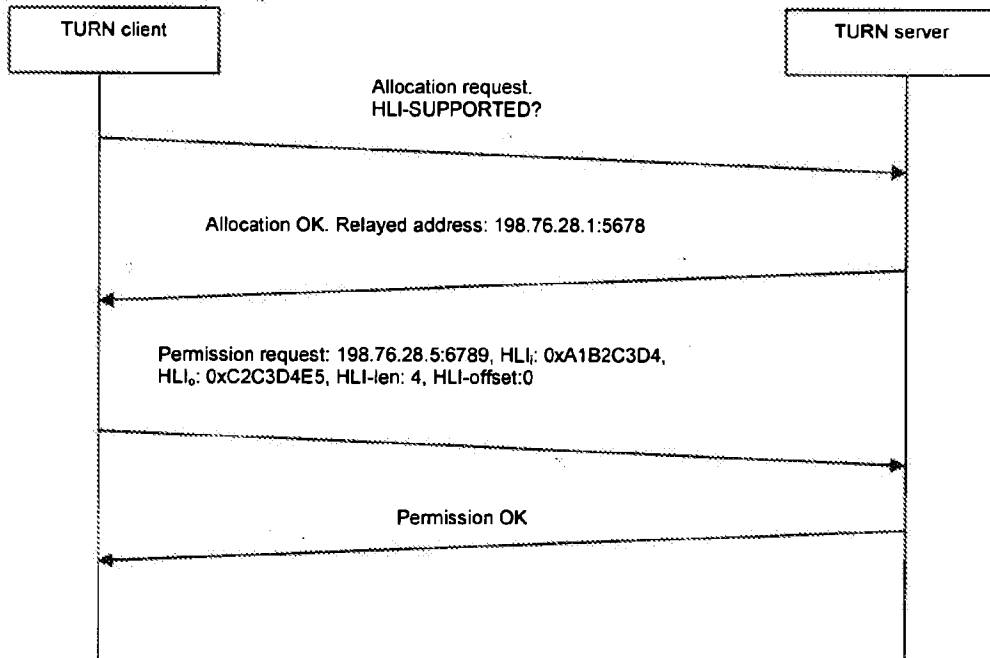 TURN client
TURN server
Allocation request.
HLI-SUPPORTED?
Allocation OK. Relayed address: 198.76.28.1:5678
Permission request: 198.76.28.5:6789, HLIᵢ: 0xA1B2C3D4,
HLIₒ: 0xC2C3D4E5, HLI-len: 4, HLI-offset:0
Permission OK